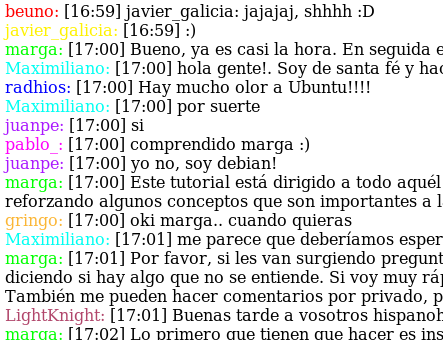 beuno: [16:59] javier_galicia: jajajaj, shhhh :D
javier_galicia: [16:59] :)
marga: [17:00] Bueno, ya es casi la hora. En seguida e
Maximiliano: [17:00] hola gente!. Soy de santa fé y hac
radhios: [17:00] Hay mucho olor a Ubuntu!!!!
Maximiliano: [17:00] por suerte
juanpe: [17:00] si
pablo_: [17:00] comprendido marga :)
juanpe: [17:00] yo no, soy debian!
marga: [17:00] Este tutorial está dirigido a todo aquél
reforzando algunos conceptos que son importantes a l
gringo: [17:00] oki marga.. cuando quieras
Maximiliano: [17:01] me parece que deberíamos esper
marga: [17:01] Por favor, si les van surgiendo pregunt
diciendo si hay algo que no se entiende. Si voy muy ráp
También me pueden hacer comentarios por privado, p
LightKnight: [17:01] Buenas tarde a vosotros hispanoh
marga: [17:02] Lo primero que tienen que hacer es ins